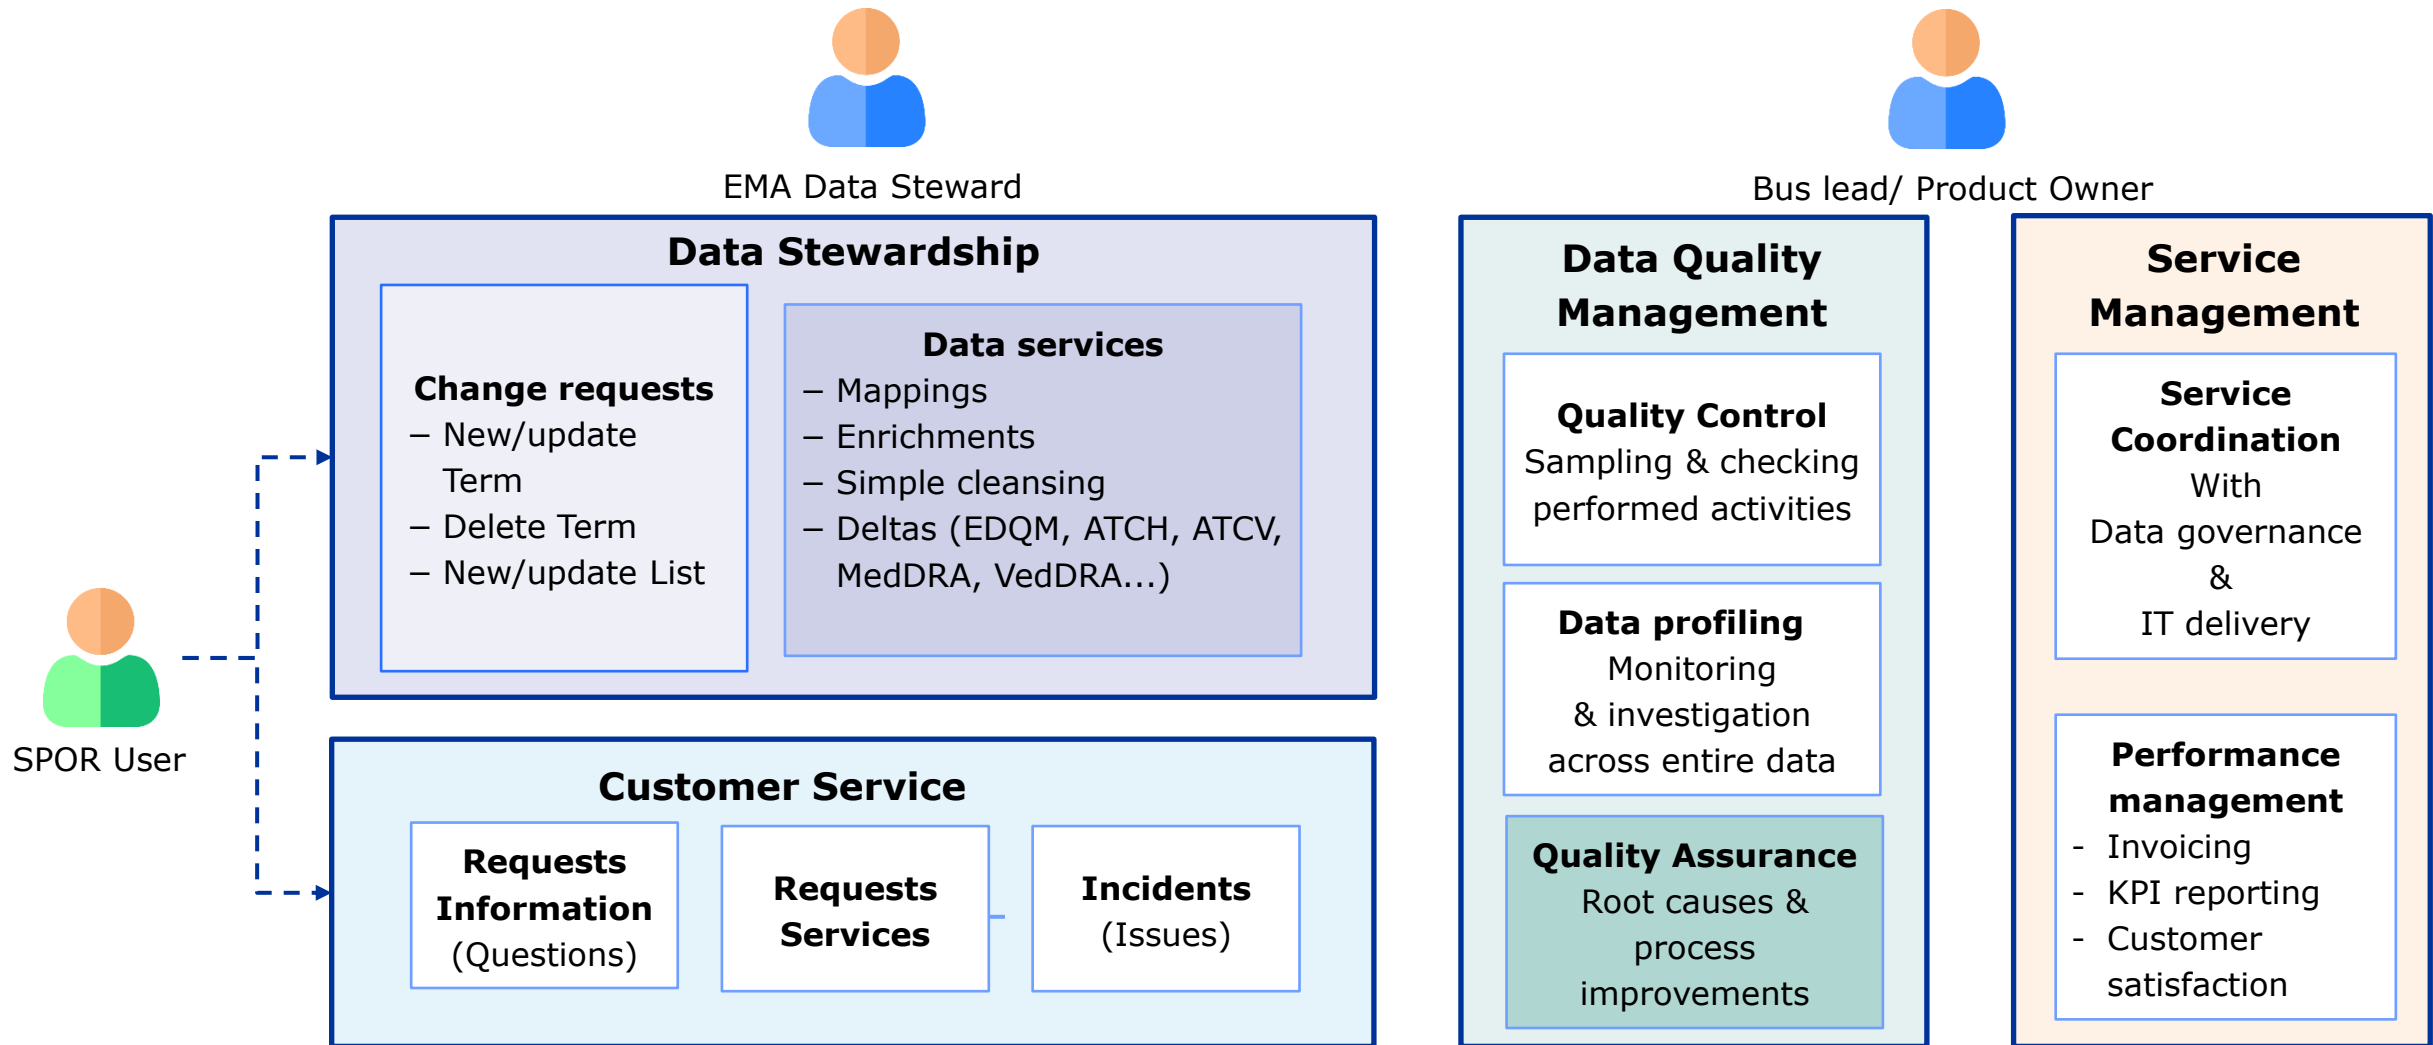 EMA Data Steward
Bus lead/ Product Owner
SPOR User
Data Stewardship
Change requests
– New/update
Term
– Delete Term
– New/update List
Data services
– Mappings
– Enrichments
– Simple cleansing
– Deltas (EDQM, ATCH, ATCV,
MedDRA, VedDRA...)
Customer Service
Requests
Information
(Questions)
Requests
Services
Incidents
(Issues)
Data Quality
Management
Quality Control
Sampling & checking
performed activities
Data profiling
Monitoring
& investigation
across entire data
Quality Assurance
Root causes &
process
improvements
Service
Management
Service
Coordination
With
Data governance
&
IT delivery
Performance
management
- Invoicing
- KPI reporting
- Customer
satisfaction